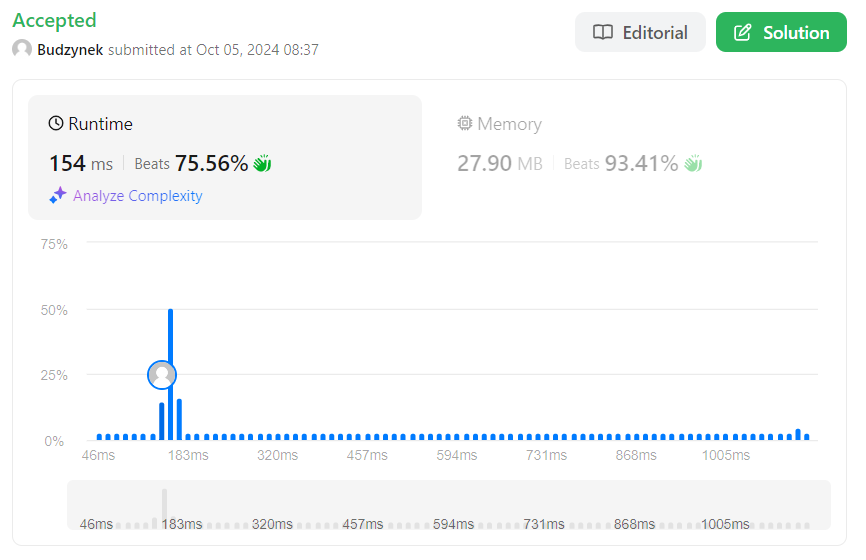 Accepted
Budzynek submitted at Oct 05, 2024 08:37
Editorial
Solution
Runtime
154 ms Beats 75.56%
Analyze Complexity
Memory
27.90 MB Beats 93.41%
75%
50%
25%
0%
46ms 183ms 320ms 457ms 594ms 731ms 868ms 1005ms
46ms 183ms 320ms 457ms 594ms 731ms 868ms 1005ms